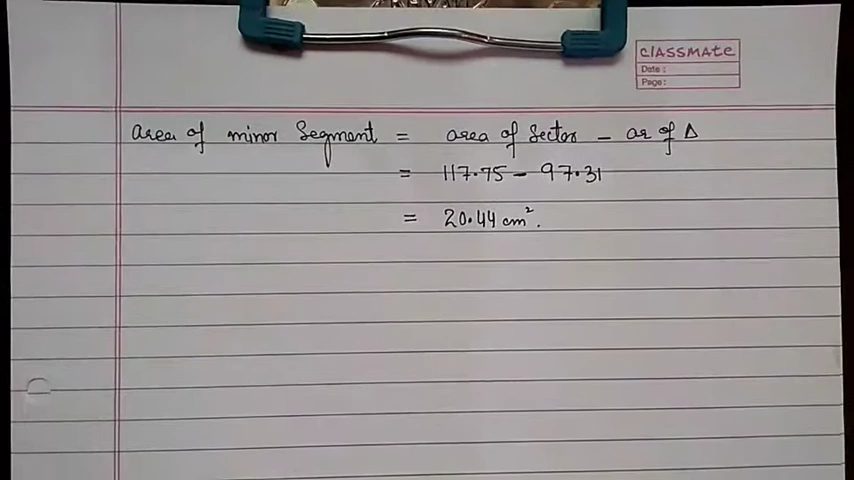 CLASSMATE
Date :
Page:
area of minor Segment = area of Sector - ar of Δ
= 117.75 - 97.31
= 20.44 cm².